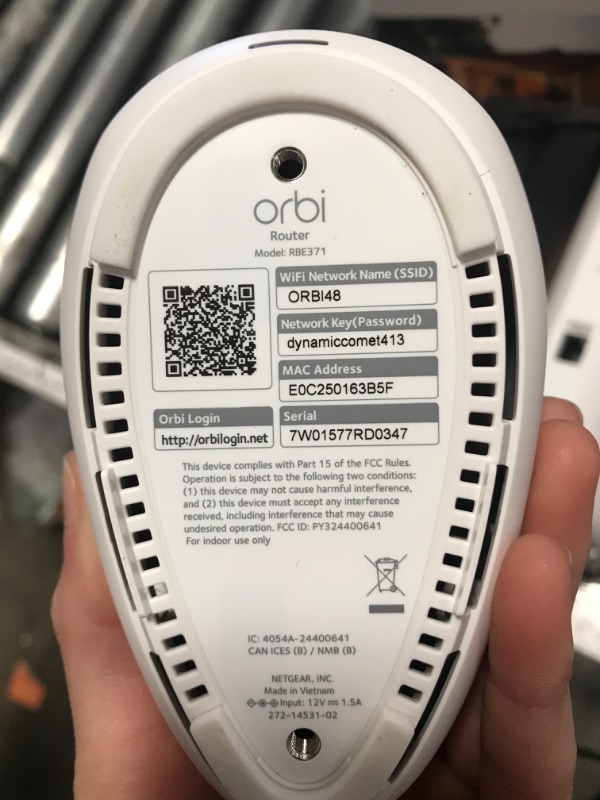 orbi
Router
Model: RBE371
WiFi Network Name (SSID)
ORBI48
Network Key(Password)
dynamiccomet413
MAC Address
E0C250163B5F
Orbi Login
http://orbilogin.net
Serial
7W01577RD0347
This device complies with Part 15 of the FCC Rules.
Operation is subject to the following two conditions:
(1) this device may not cause harmful interference,
and (2) this device must accept any interference
received, including interference that may cause
undesired operation. FCC ID: PY324400641
For indoor use only
IC: 4054A-24400641
CAN ICES (B) / NMB (B)
NETGEAR, INC.
Made in Vietnam
Input: 12V ⎓ 1.5A
272-14531-02